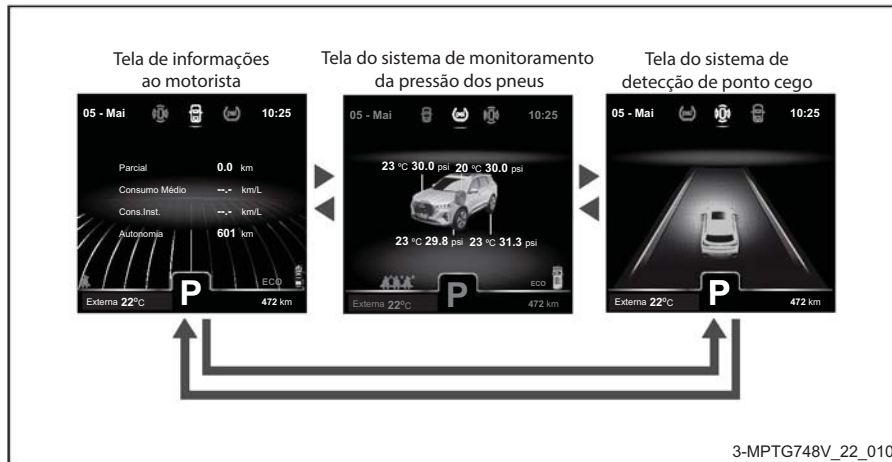 Tela de informações
ao motorista
Tela do sistema de monitoramento
da pressão dos pneus
Tela do sistema de
detecção de ponto cego
05 - Mai 10:25
Parcial 0.0 km
Consumo Médio --.- km/L
Cons.Inst. --.- km/L
Autonomia 601 km
ECO
P
Externa 22°C 472 km
05 - Mai 10:25
23 °C 30.0 psi 20 °C 30.0 psi
23 °C 29.8 psi 23 °C 31.3 psi
ECO
P
Externa 22°C 472 km
05 - Mai 10:25
P
Externa 22°C 472 km
3-MPTG748V_22_010